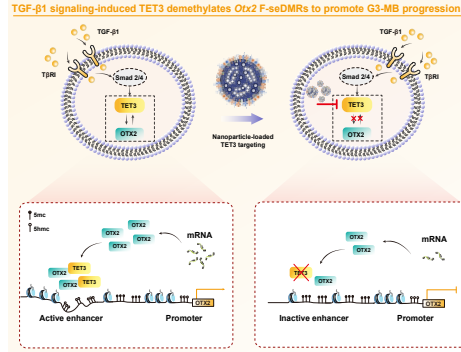 TGF-β1 signaling-induced TET3 demethylates Otx2 F-seDMRs to promote G3-MB progression
TGF-β1
TβRI
Smad 2/4
TET3
OTX2
Nanoparticle-loaded
TET3 targeting
TGF-β1
TβRI
Smad 2/4
TET3
OTX2
5mc
5hmc
OTX2
OTX2
OTX2
OTX2
OTX2
mRNA
TET3
OTX2
TET3
OTX2
TET3
OTX2
Active enhancer
Promoter
OTX2
OTX2
OTX2
mRNA
TET3
OTX2
OTX2
Inactive enhancer
Promoter